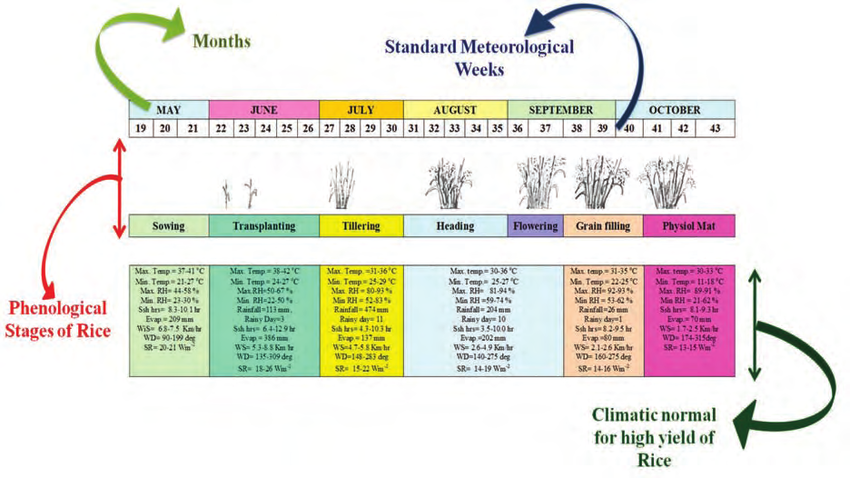 Months
Standard Meteorological
Weeks
MAY JUNE JULY AUGUST SEPTEMBER OCTOBER
19 20 21 22 23 24 25 26 27 28 29 30 31 32 33 34 35 36 37 38 39 40 41 42 43
Sowing Transplanting Tillering Heading Flowering Grain filling Physiol Mat
Phenological
Stages of Rice
Max. Temp.= 37-41 °C
Min. Temp= 21-27 °C
Max. RH= 44-58 %
Min. RH= 23-30 %
Ssh hrs= 8.3-10.1 hr
Evap.= 209 mm
WiS= 6.8-7.5 Km/hr
WD= 90-199 deg
SR= 20-21 Wm-2
Max. Temp.= 38-42 °C
Min. Temp= 24-27 °C
Max. RH=50-67 %
Min. RH=22-50 %
Rainfall=113 mm,
Rainy Day=3
Ssh hrs= 6.4-12.9 hr
Evap= 386 mm
WS= 5.3-8.8 Km/hr
WD= 135-309 deg
SR= 18-26 Wm-2
Max. Temp.=31-36 °C
Min. Temp= 25-29 °C
Max. RH= 80-93%
Min RH = 52-83%
Rainfall= 474 mm
Rainy day= 11
Ssh hrs=4.3-10.3 hr
Evap= 137 mm
WS=4.7-5.8 Km/hr
WD=148-283 deg
SR= 15-22 Wm-2
Max. temp= 30-36 °C
Min. Temp= 25-27 °C
Max. RH= 81-94 %
Min RH =59-74 %
Rainfall= 204 mm
Rainy day= 10
Ssh hrs= 3.5-10.0 hr
Evap=202 mm
WS= 2.6-4.9 Km/hr
WD=140-275 deg
SR= 14-19 Wm-2
Max. temp= 31-35 °C
Min. Temp= 22-25 °C
Max. RH= 92-93%
Min RH = 53-62 %
Rainfall=26 mm
Rainy day=1
Ssh hrs= 8.2-9.5 hr
Evap=80 mm
WS= 2.1-2.6 Km/hr
WD= 160-275 deg
SR= 14-16 Wm-2
Max. temp= 30-33 °C
Min. Temp= 11-18 °C
Max. RH= 89-91 %
Min RH = 21-62 %
Ssh hrs= 8.1-9.3 hr
Evap= 70 mm
WS= 1.7-2.5 Km/hr
WD= 174-315deg
SR= 13-15 Wm-2
Climatic normal
for high yield of
Rice